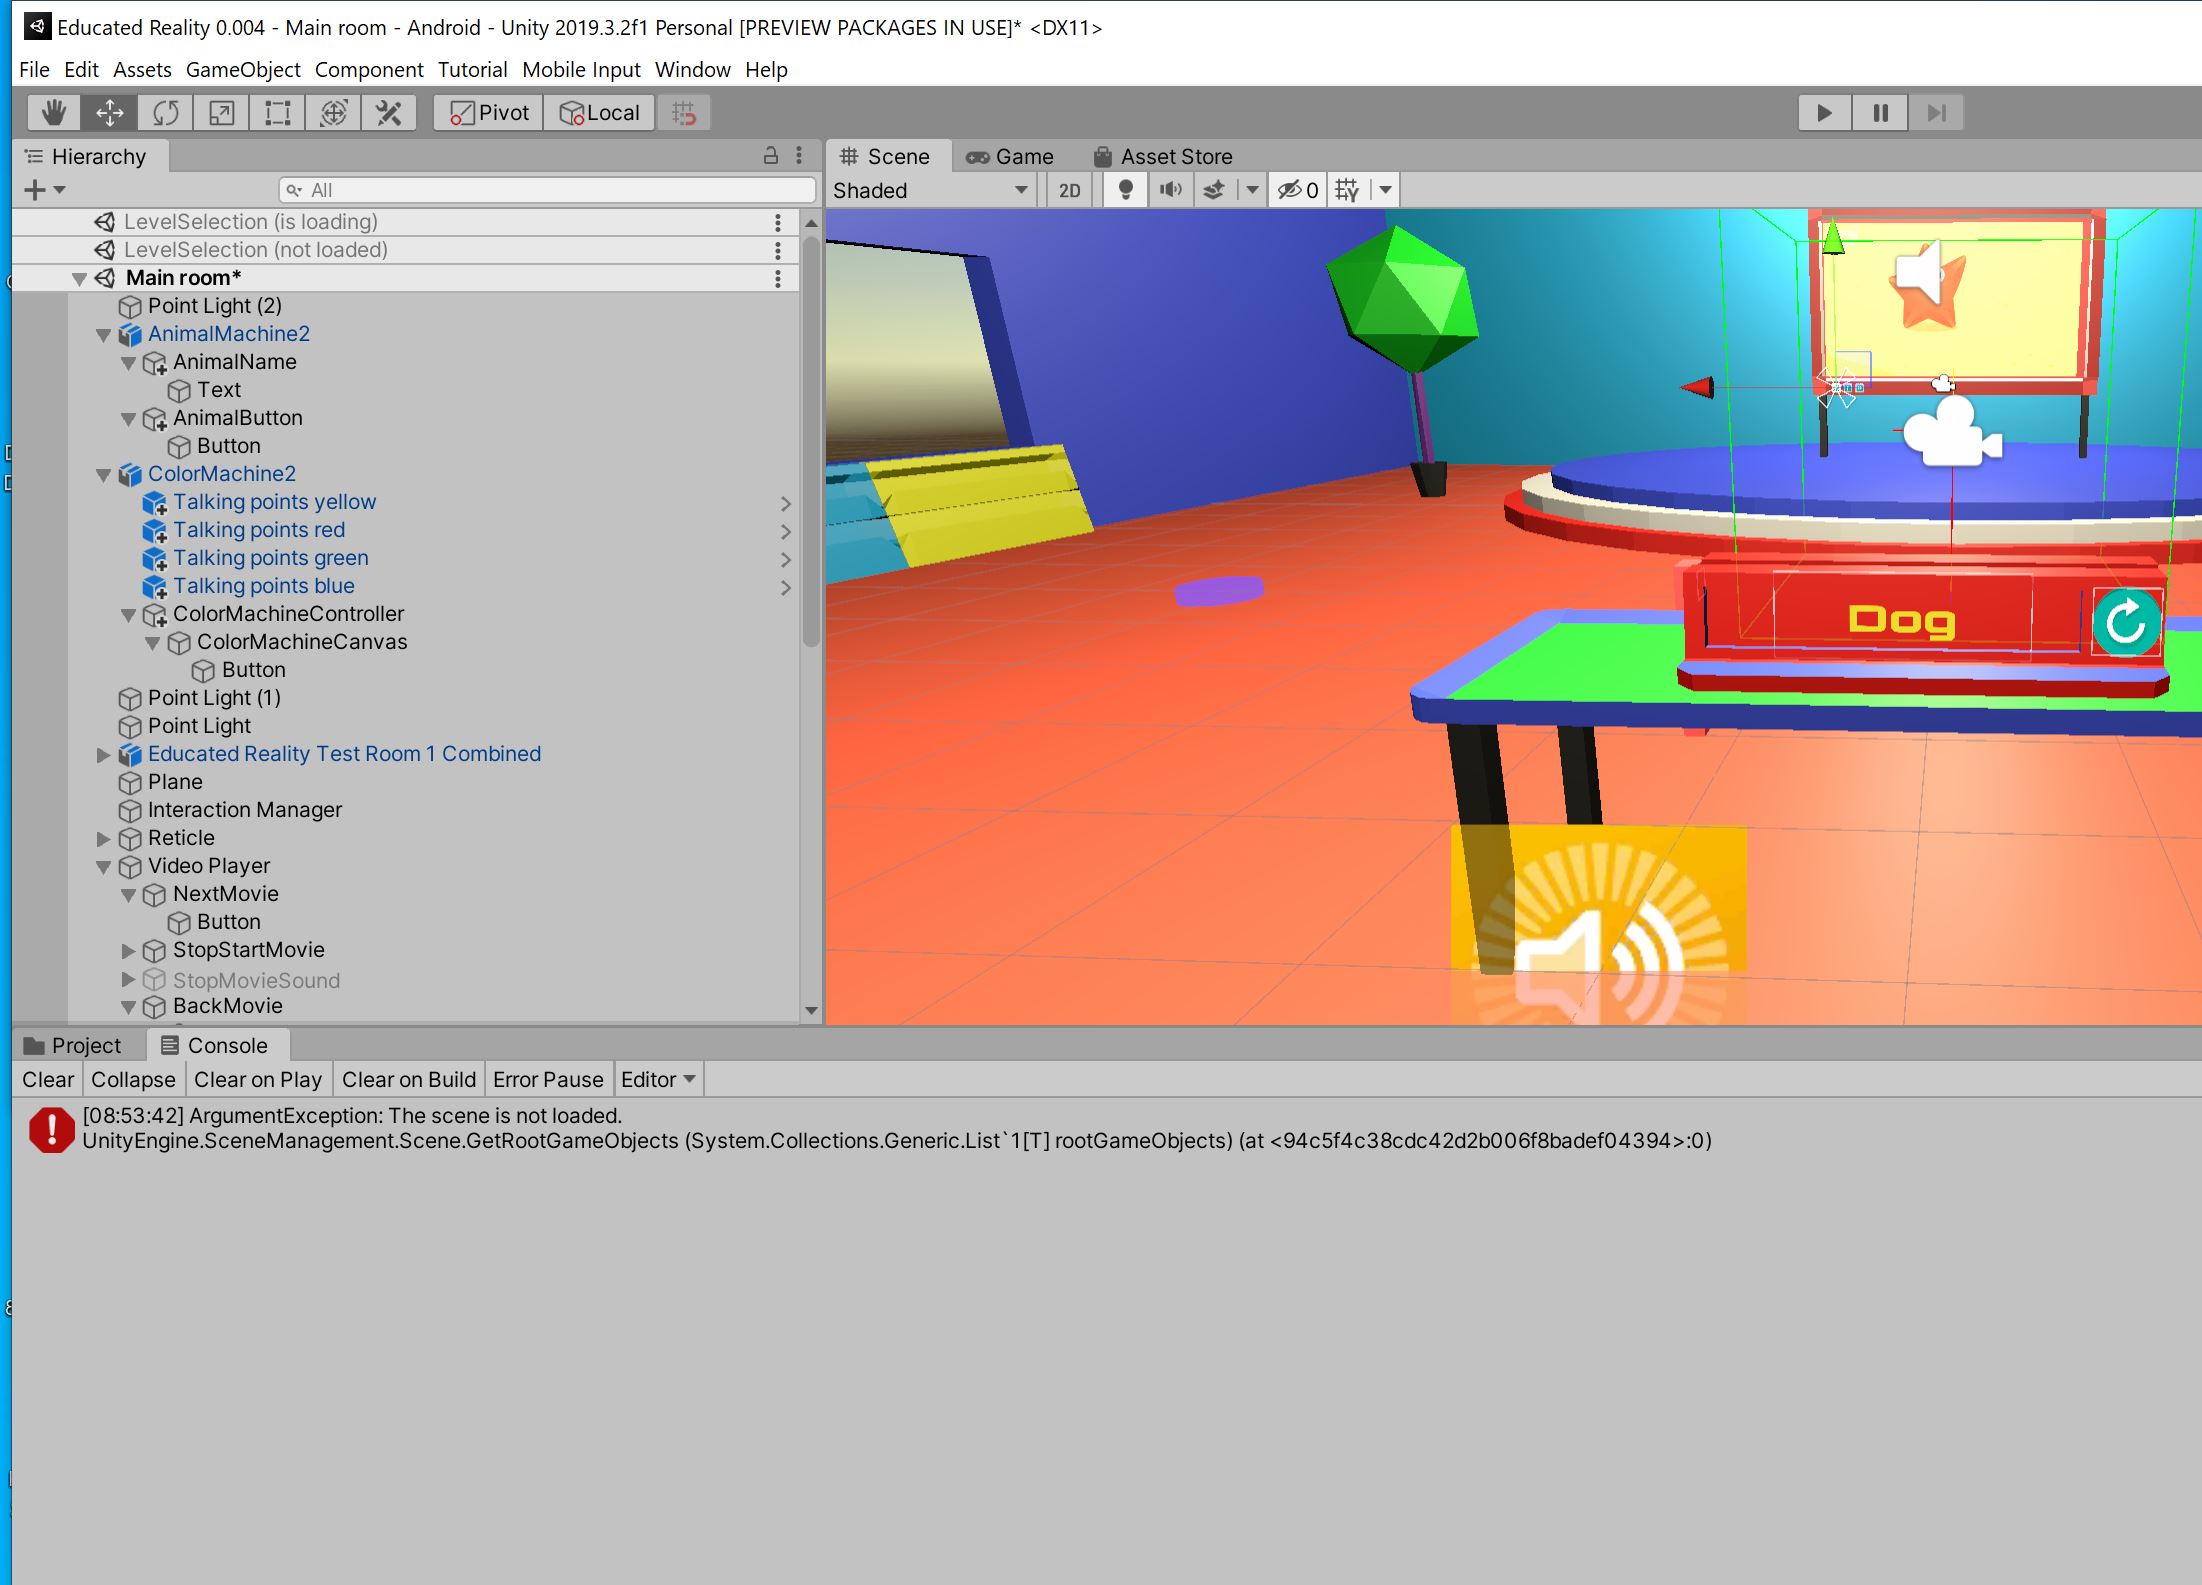 Educated Reality 0.004 - Main room - Android - Unity 2019.3.2f1 Personal [PREVIEW PACKAGES IN USE]* <DX11>
File Edit Assets GameObject Component Tutorial Mobile Input Window Help
Pivot Local
Hierarchy
All
LevelSelection (is loading)
LevelSelection (not loaded)
Main room*
Point Light (2)
AnimalMachine2
AnimalName
Text
AnimalButton
Button
ColorMachine2
Talking points yellow
Talking points red
Talking points green
Talking points blue
ColorMachineController
ColorMachineCanvas
Button
Point Light (1)
Point Light
Educated Reality Test Room 1 Combined
Plane
Interaction Manager
Reticle
Video Player
NextMovie
Button
StopStartMovie
StopMovieSound
BackMovie
Scene Game Asset Store
Shaded 2D 0
Dog
Project Console
Clear Collapse Clear on Play Clear on Build Error Pause Editor
[08:53:42] ArgumentException: The scene is not loaded.
UnityEngine.SceneManagement.Scene.GetRootGameObjects (System.Collections.Generic.List`1[T] rootGameObjects) (at <94c5f4c38cdc42d2b006f8badef04394>:0)